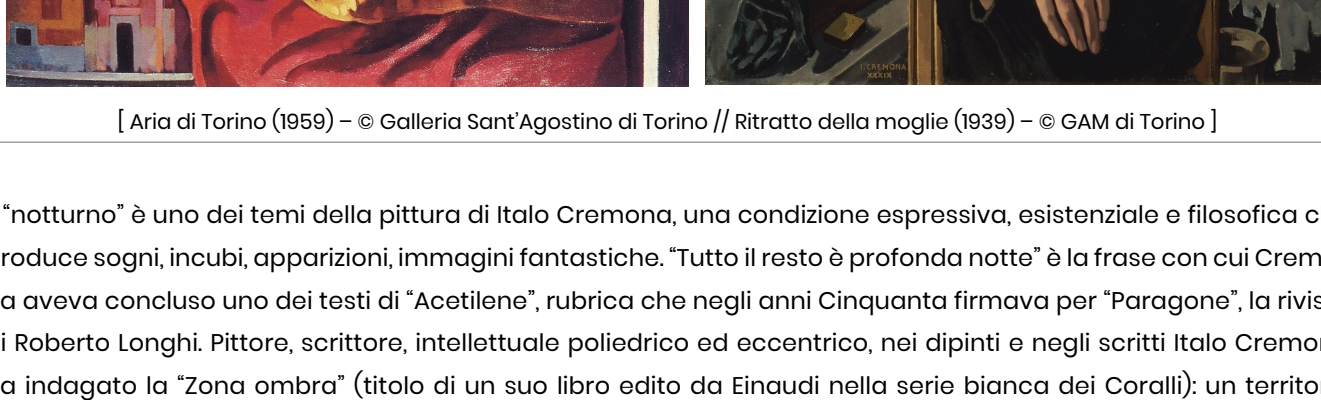 I. CREMONA
XXXIX
[ Aria di Torino (1959) – © Galleria Sant’Agostino di Torino // Ritratto della moglie (1939) – © GAM di Torino ]
“notturno” è uno dei temi della pittura di Italo Cremona, una condizione espressiva, esistenziale e filosofica c
roduce sogni, incubi, apparizioni, immagini fantastiche. “Tutto il resto è profonda notte” è la frase con cui Crem
a aveva concluso uno dei testi di “Acetilene”, rubrica che negli anni Cinquanta firmava per “Paragone”, la rivis
i Roberto Longhi. Pittore, scrittore, intellettuale poliedrico ed eccentrico, nei dipinti e negli scritti Italo Cremo
a indagato la “Zona ombra” (titolo di un suo libro edito da Einaudi nella serie bianca dei Coralli): un territo